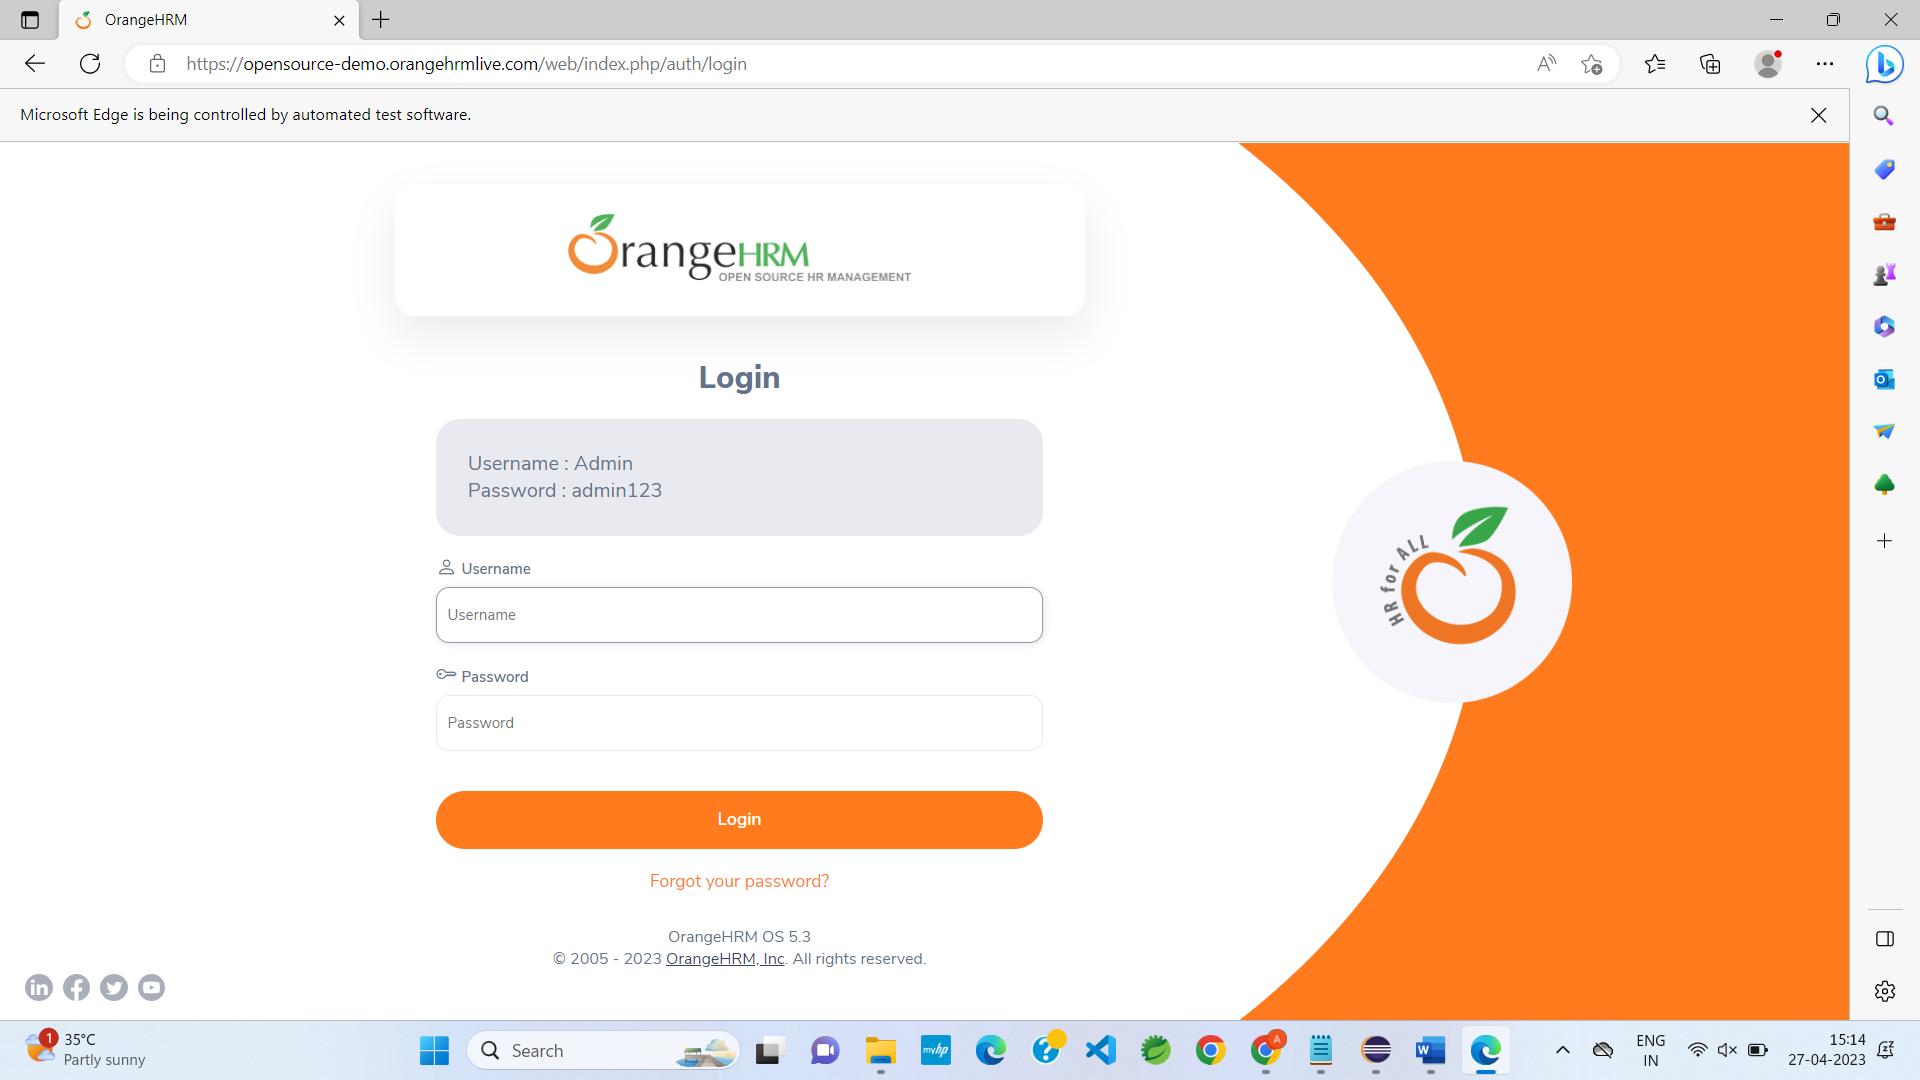 OrangeHRM
https://opensource-demo.orangehrmlive.com/web/index.php/auth/login
Microsoft Edge is being controlled by automated test software.
OrangeHRM
OPEN SOURCE HR MANAGEMENT
Login
Username : Admin
Password : admin123
Username
Username
Password
Password
Login
Forgot your password?
OrangeHRM OS 5.3
© 2005 - 2023 OrangeHRM, Inc. All rights reserved.
HR for ALL
1
35°C
Partly sunny
Search
myhp
A
ENG
IN
15:14
27-04-2023